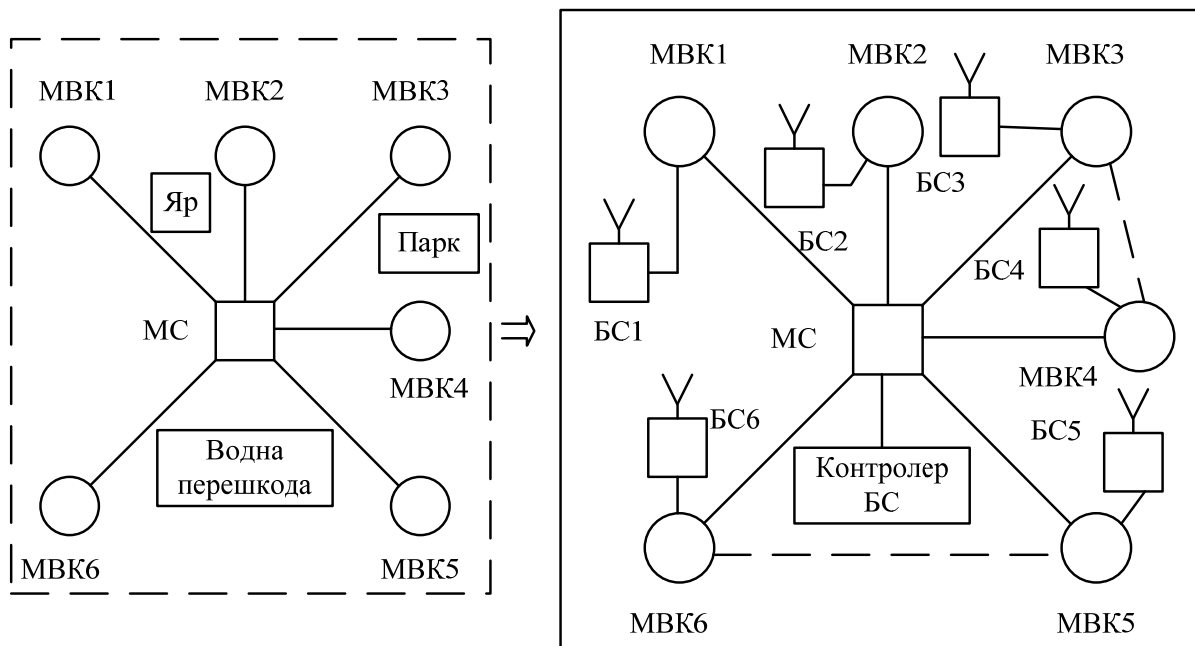 МВК1
МВК2
МВК3
Яр
Парк
МС
МВК4
Водна
перешкода
МВК6
МВК5
МВК1
МВК2
МВК3
БС3
БС2
БС4
БС1
МС
МВК4
БС6
БС5
Контролер
БС
МВК6
МВК5